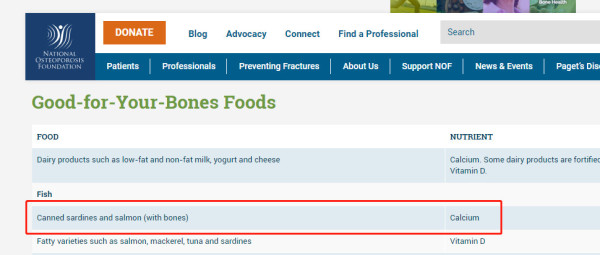 Bone Health
NATIONAL
OSTEOPOROSIS
FOUNDATION
DONATE Blog Advocacy Connect Find a Professional Search
Patients Professionals Preventing Fractures About Us Support NOF News & Events Paget's Dis
Good-for-Your-Bones Foods
FOOD NUTRIENT
Dairy products such as low-fat and non-fat milk, yogurt and cheese Calcium. Some dairy products are fortified
Vitamin D.
Fish
Canned sardines and salmon (with bones) Calcium
Fatty varieties such as salmon, mackerel, tuna and sardines Vitamin D